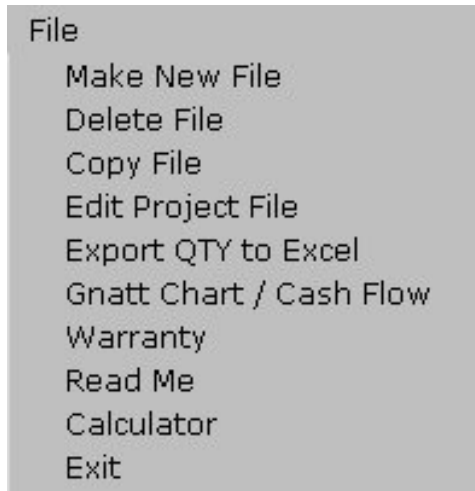 File
Make New File
Delete File
Copy File
Edit Project File
Export QTY to Excel
Gnatt Chart / Cash Flow
Warranty
Read Me
Calculator
Exit